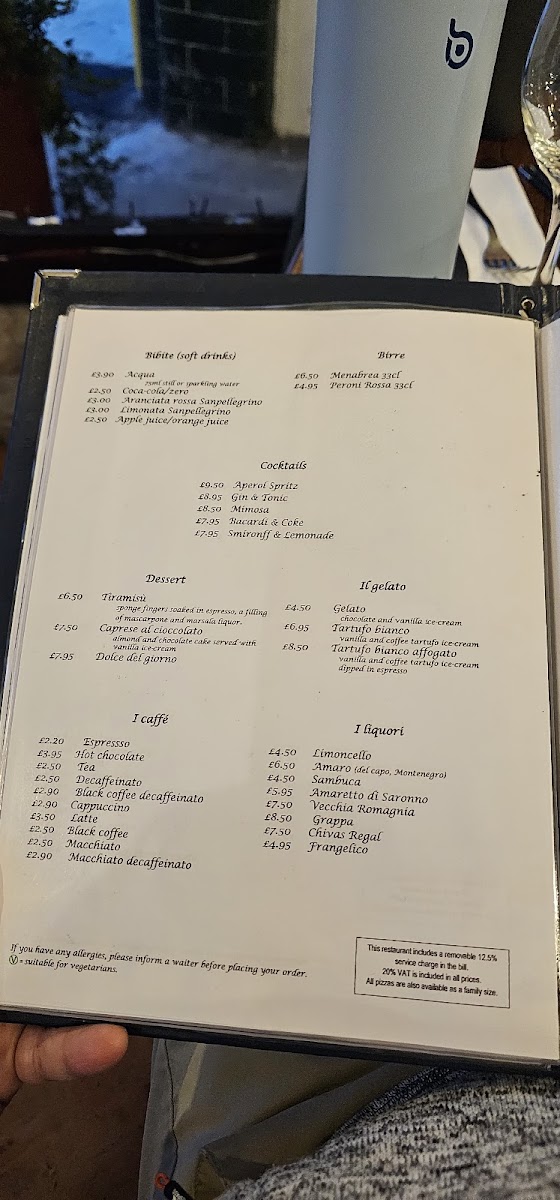 Bibite (soft drinks)
£3.90 Acqua
75ml still or sparkling water
£2.50 Coca-cola/zero
£3.00 Aranciata rossa Sanpellegrino
£3.00 Limonata Sanpellegrino
£2.50 Apple juice/orange juice
Birre
£6.50 Menabrea 33cl
£4.95 Peroni Rossa 33cl
Cocktails
£9.50 Aperol Spritz
£8.95 Gin & Tonic
£8.50 Mimosa
£7.95 Bacardi & Coke
£7.95 Smironff & Lemonade
Dessert
£6.50 Tiramisù
sponge fingers soaked in espresso, a filling
of mascarpone and marsala liquor.
£7.50 Caprese al cioccolato
almond and chocolate cake served with
vanilla ice-cream
£7.95 Dolce del giorno
Il gelato
£4.50 Gelato
chocolate and vanilla ice-cream
£6.95 Tartufo bianco
vanilla and coffee tartufo ice-cream
£8.50 Tartufo bianco affogato
vanilla and coffee tartufo ice-cream
dipped in espresso
I caffé
£2.20 Espressso
£3.95 Hot chocolate
£2.50 Tea
£2.50 Decaffeinato
£2.90 Black coffee decaffeinato
£2.90 Cappuccino
£3.50 Latte
£2.50 Black coffee
£2.50 Macchiato
£2.90 Macchiato decaffeinato
I liquori
£4.50 Limoncello
£6.50 Amaro (del capo, Montenegro)
£4.50 Sambuca
£5.95 Amaretto di Saronno
£7.50 Vecchia Romagnia
£8.50 Grappa
£7.50 Chivas Regal
£4.95 Frangelico
If you have any allergies, please inform a waiter before placing your order.
V = suitable for vegetarians.
This restaurant includes a removable 12.5%
service charge in the bill.
20% VAT is included in all prices.
All pizzas are also available as a family size.